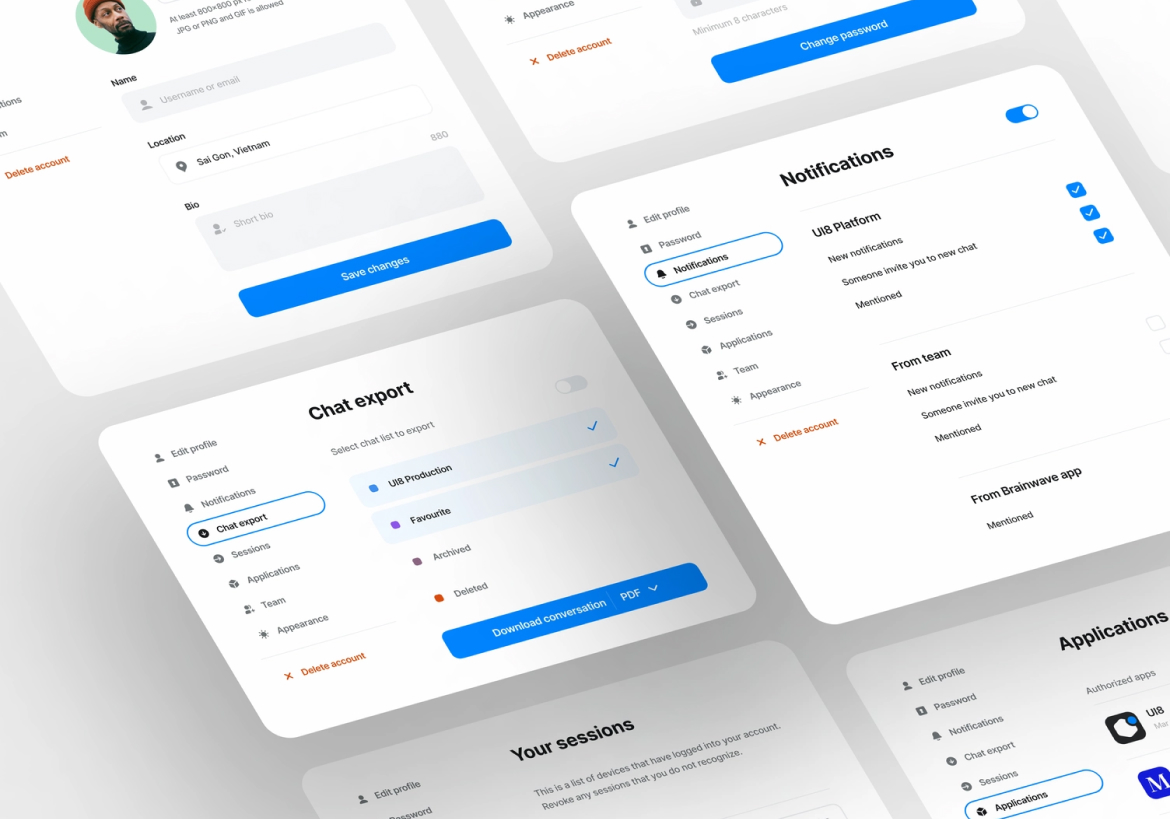 At least 800×800 px
JPG or PNG and GIF is allowed
Name
Username or email
Location
Sai Gon, Vietnam
880
Bio
Short bio
Save changes
Delete account
Appearance
Delete account
Minimum 8 characters
Change password
Notifications
Edit profile
Password
Notifications
Chat export
Sessions
Applications
Team
Appearance
Delete account
UI8 Platform
New notifications
Someone invite you to new chat
Mentioned
From team
New notifications
Someone invite you to new chat
Mentioned
From Brainwave app
Mentioned
Chat export
Edit profile
Password
Notifications
Chat export
Sessions
Applications
Team
Appearance
Delete account
Select chat list to export
UI8 Production
Favourite
Archived
Deleted
Download conversation
PDF
Your sessions
Edit profile
Password
This is a list of devices that have logged into your account.
Revoke any sessions that you do not recognize.
Applications
Edit profile
Password
Notifications
Chat export
Sessions
Applications
Authorized apps
UI8
M